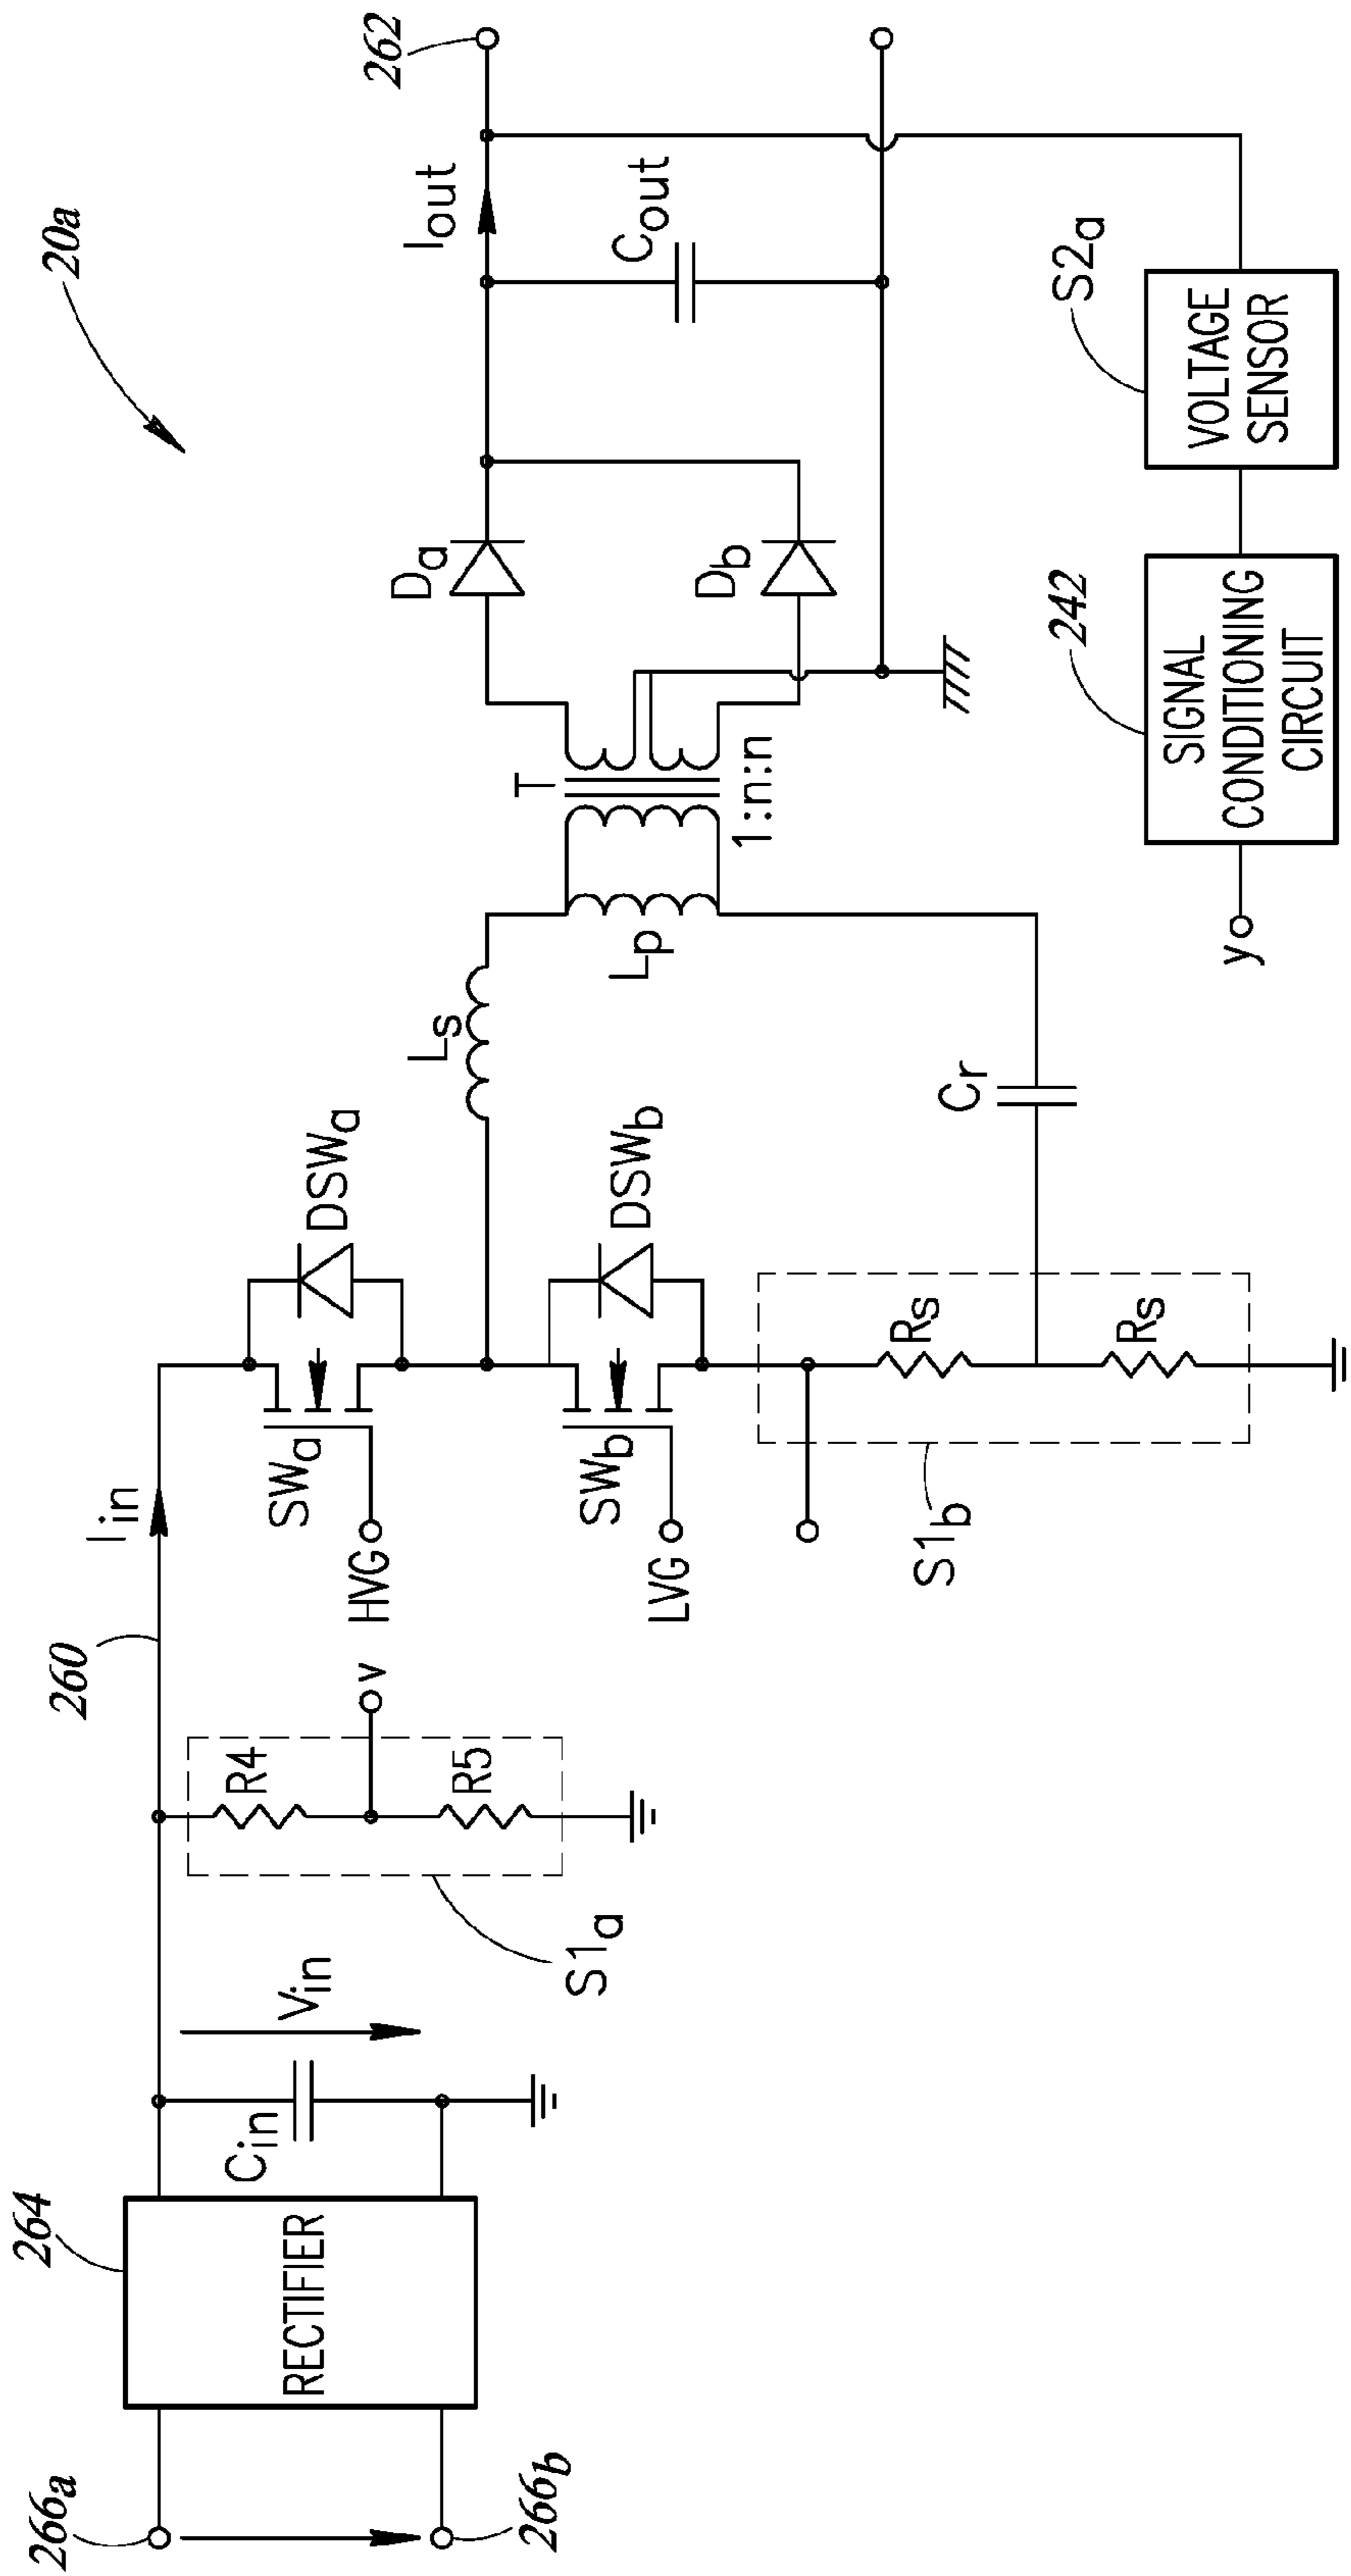 20a
262
Iout
Cout
Da
Db
T
1:n:n
Lp
Ls
Cr
S2a
VOLTAGE
SENSOR
242
SIGNAL
CONDITIONING
CIRCUIT
y
DSWa
DSWb
SWa
SWb
HVG
LVG
Rs
Rs
S1b
Iin
260
v
R4
R5
S1a
Vin
Cin
264
RECTIFIER
266a
266b